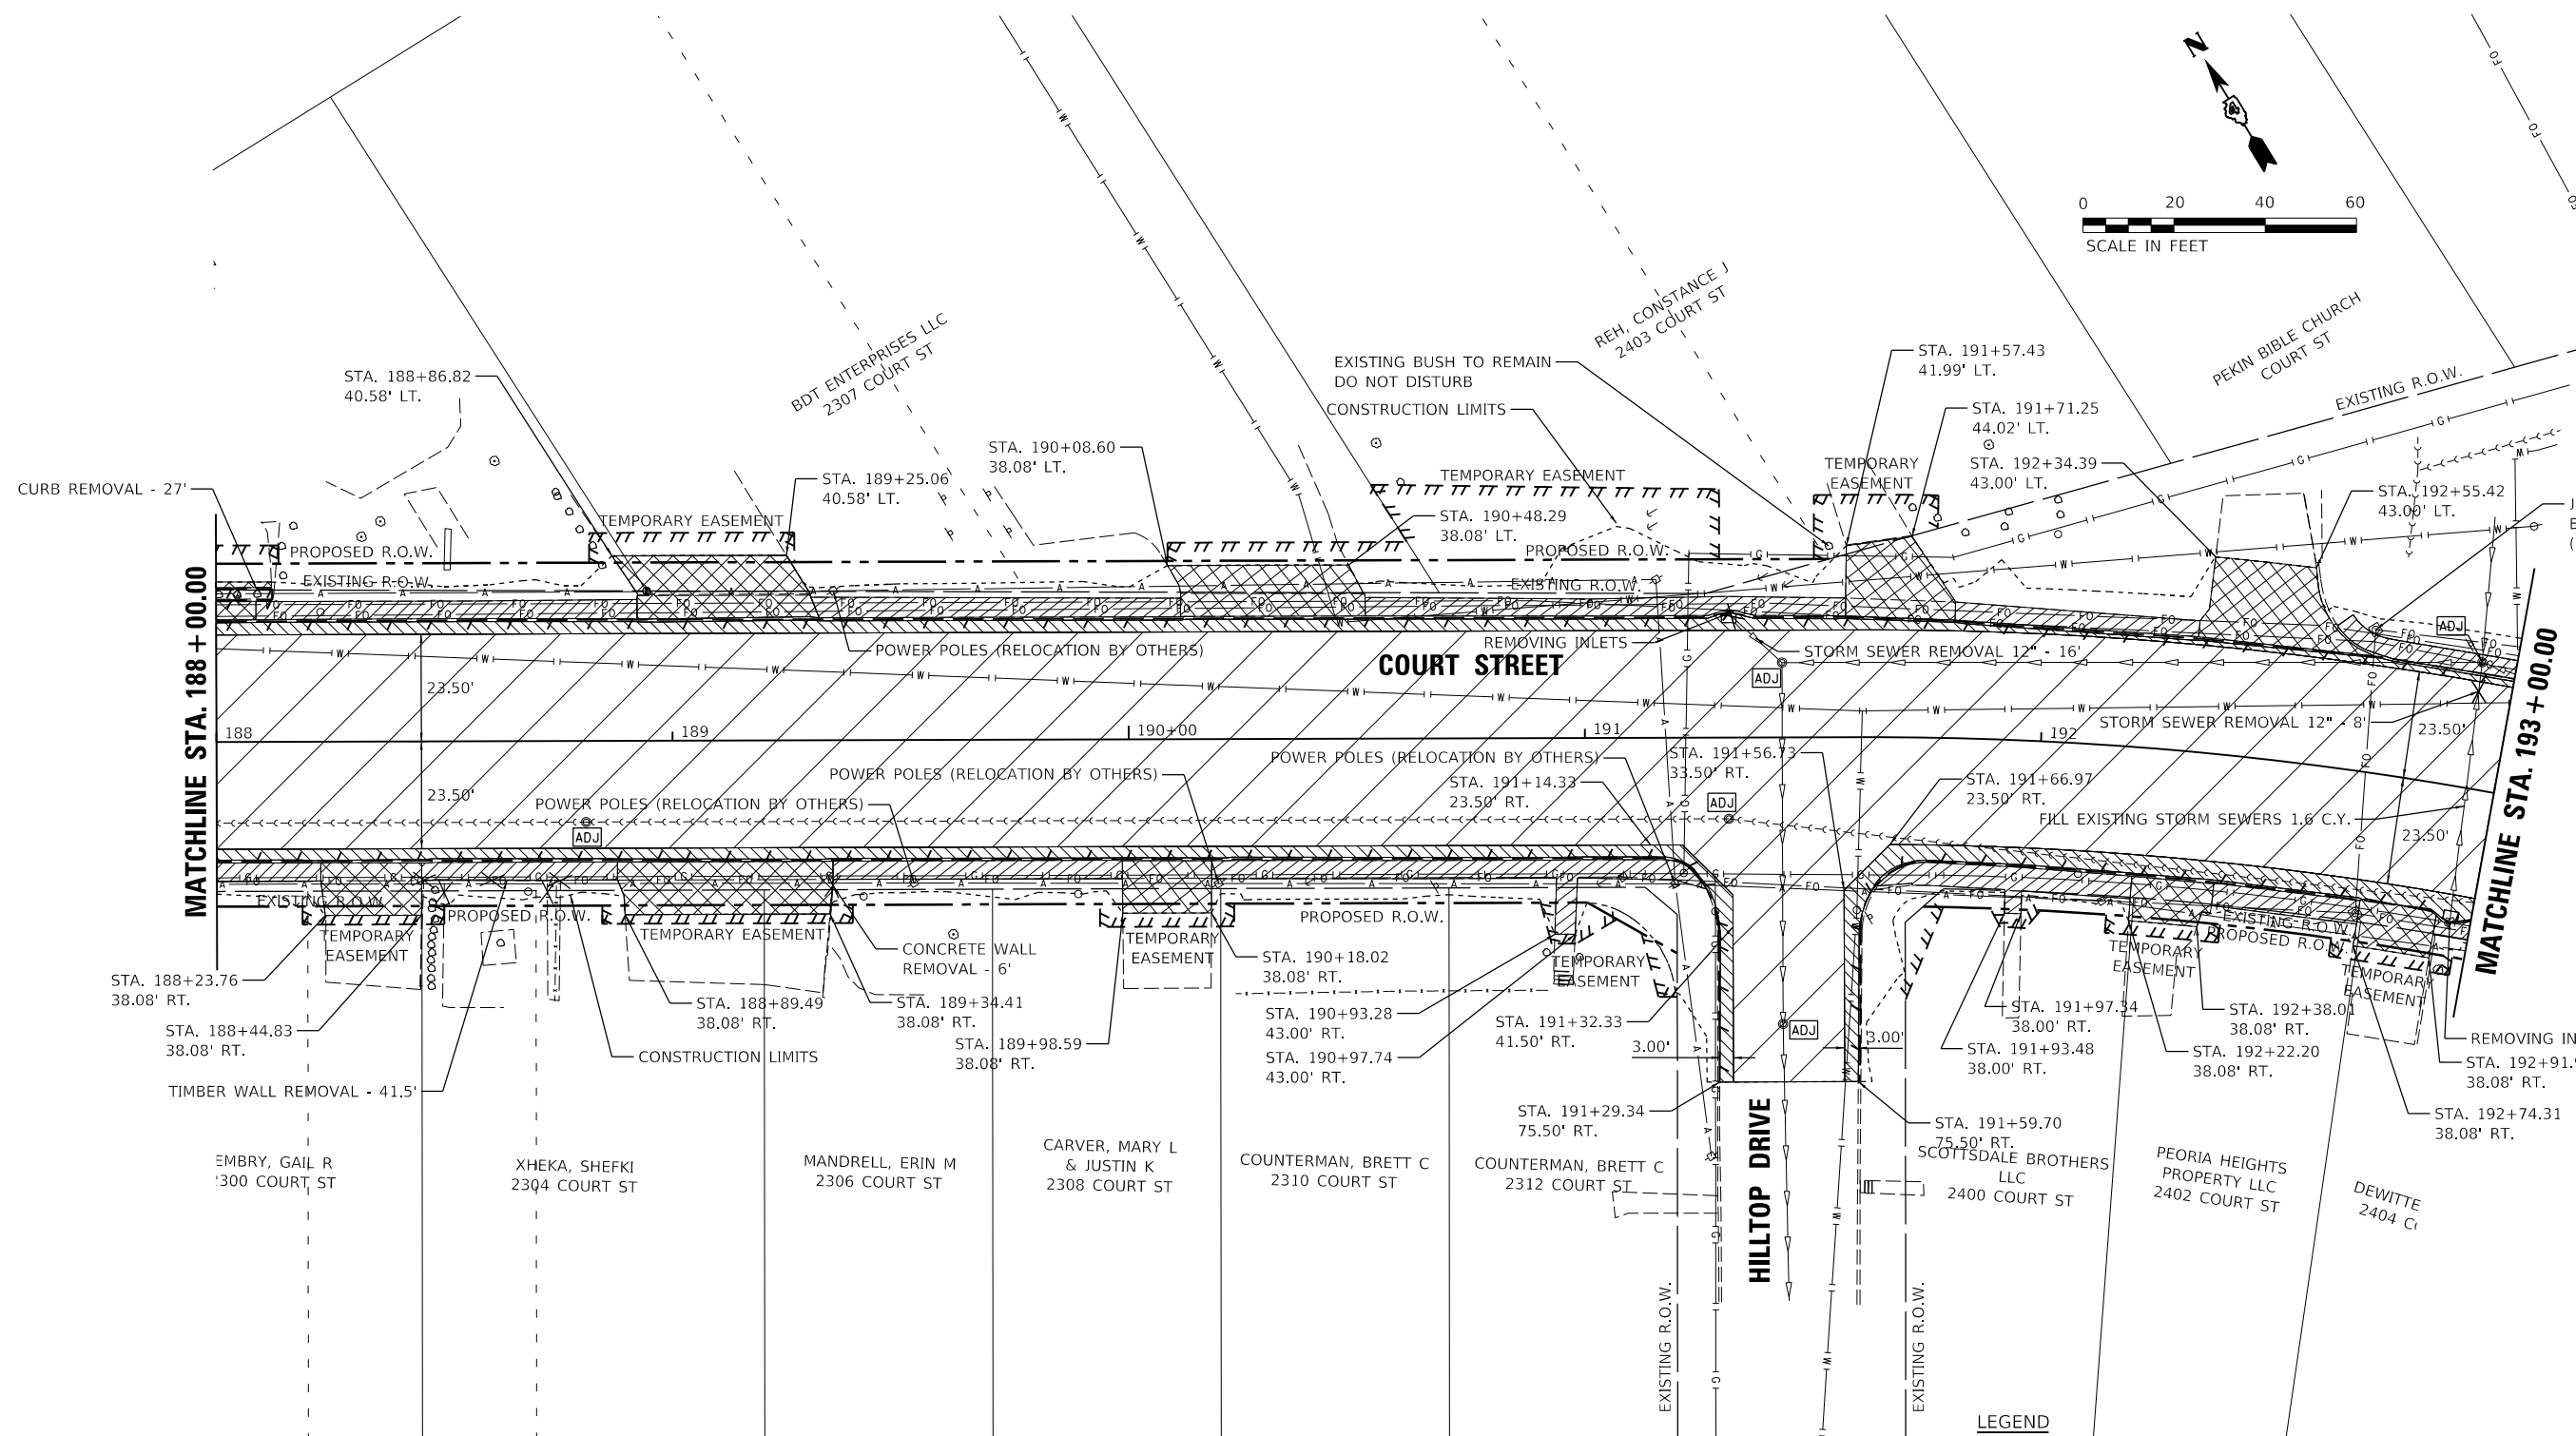 N
0 20 40 60
SCALE IN FEET
REH, CONSTANCE J
2403 COURT ST
PEKIN BIBLE CHURCH
COURT ST
BDT ENTERPRISES LLC
2307 COURT ST
EXISTING BUSH TO REMAIN
DO NOT DISTURB
CONSTRUCTION LIMITS
STA. 191+57.43
41.99' LT.
EXISTING R.O.W.
STA. 188+86.82
40.58' LT.
STA. 191+71.25
44.02' LT.
STA. 190+08.60
38.08' LT.
STA. 192+34.39
43.00' LT.
CURB REMOVAL - 27'
STA. 189+25.06
40.58' LT.
TEMPORARY EASEMENT
TEMPORARY
EASEMENT
STA. 192+55.42
43.00' LT.
TEMPORARY EASEMENT
STA. 190+48.29
38.08' LT.
PROPOSED R.O.W.
PROPOSED R.O.W.
EXISTING R.O.W.
EXISTING R.O.W.
POWER POLES (RELOCATION BY OTHERS)
REMOVING INLETS
STORM SEWER REMOVAL 12" - 16'
COURT STREET
ADJ
ADJ
MATCHLINE STA. 188+00.00
MATCHLINE STA. 193+00.00
23.50'
STORM SEWER REMOVAL 12" - 8'
23.50'
188
189
190+00
191
192
POWER POLES (RELOCATION BY OTHERS)
STA. 191+56.73
33.50' RT.
POWER POLES (RELOCATION BY OTHERS)
STA. 191+14.33
23.50' RT.
STA. 191+66.97
23.50' RT.
23.50'
POWER POLES (RELOCATION BY OTHERS)
ADJ
ADJ
FILL EXISTING STORM SEWERS 1.6 C.Y.
23.50'
EXISTING R.O.W.
PROPOSED R.O.W.
PROPOSED R.O.W.
EXISTING R.O.W.
PROPOSED R.O.W.
TEMPORARY
EASEMENT
TEMPORARY EASEMENT
TEMPORARY
EASEMENT
TEMPORARY
EASEMENT
TEMPORARY
EASEMENT
TEMPORARY
EASEMENT
CONCRETE WALL
REMOVAL - 6'
STA. 190+18.02
38.08' RT.
STA. 188+23.76
38.08' RT.
STA. 188+89.49
38.08' RT.
STA. 189+34.41
38.08' RT.
STA. 190+93.28
43.00' RT.
STA. 191+32.33
41.50' RT.
STA. 191+97.34
38.00' RT.
STA. 192+38.01
38.08' RT.
STA. 188+44.83
38.08' RT.
STA. 189+98.59
38.08' RT.
STA. 190+97.74
43.00' RT.
3.00'
ADJ
3.00'
STA. 191+93.48
38.00' RT.
STA. 192+22.20
38.08' RT.
REMOVING IN
CONSTRUCTION LIMITS
STA. 192+91.9
38.08' RT.
TIMBER WALL REMOVAL - 41.5'
STA. 191+29.34
75.50' RT.
STA. 191+59.70
75.50' RT.
STA. 192+74.31
38.08' RT.
EMBRY, GAIL R
2300 COURT ST
XHEKA, SHEFKI
2304 COURT ST
MANDRELL, ERIN M
2306 COURT ST
CARVER, MARY L
& JUSTIN K
2308 COURT ST
COUNTERMAN, BRETT C
2310 COURT ST
COUNTERMAN, BRETT C
2312 COURT ST
HILLTOP DRIVE
SCOTTSDALE BROTHERS
LLC
2400 COURT ST
PEORIA HEIGHTS
PROPERTY LLC
2402 COURT ST
DEWITTE
2404
EXISTING R.O.W.
EXISTING R.O.W.
LEGEND